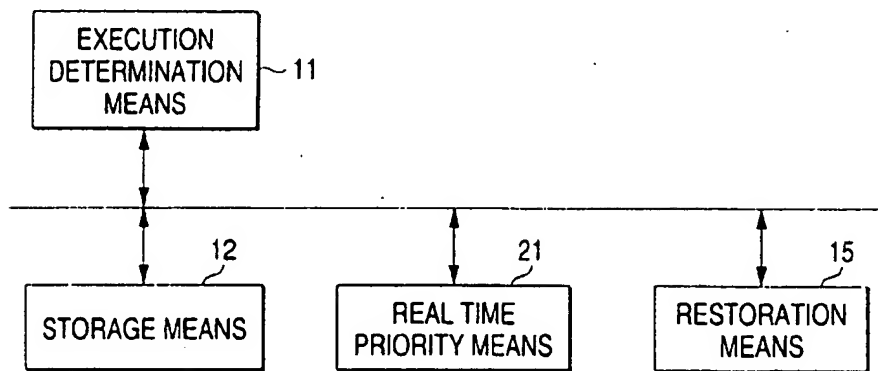 EXECUTION
DETERMINATION
MEANS
11
12
STORAGE MEANS
21
REAL TIME
PRIORITY MEANS
15
RESTORATION
MEANS